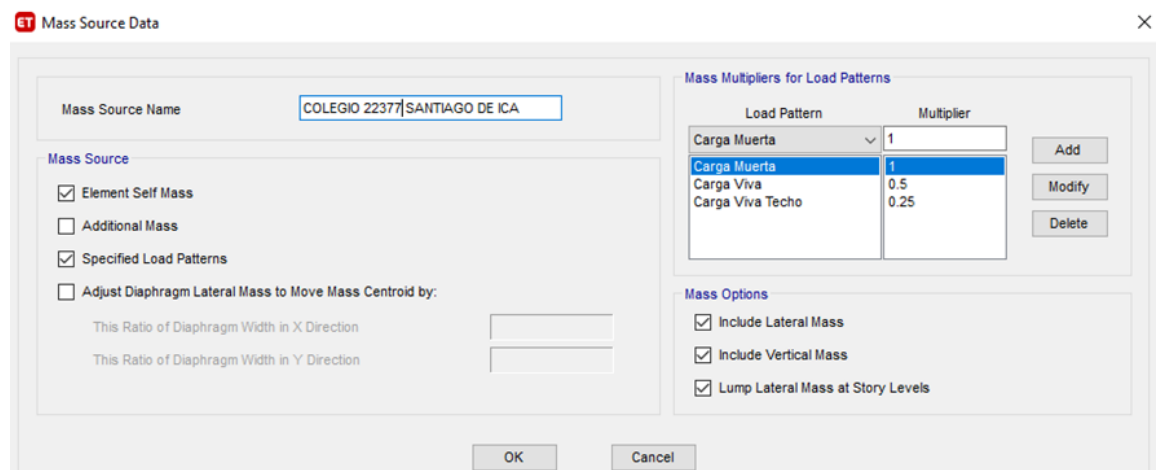 ET Mass Source Data
Mass Source Name COLEGIO 22377 SANTIAGO DE ICA
Mass Source
Element Self Mass
Additional Mass
Specified Load Patterns
Adjust Diaphragm Lateral Mass to Move Mass Centroid by:
This Ratio of Diaphragm Width in X Direction
This Ratio of Diaphragm Width in Y Direction
Mass Multipliers for Load Patterns
Load Pattern Multiplier
Carga Muerta 1
Carga Muerta 1
Carga Viva 0.5
Carga Viva Techo 0.25
Add
Modify
Delete
Mass Options
Include Lateral Mass
Include Vertical Mass
Lump Lateral Mass at Story Levels
OK Cancel